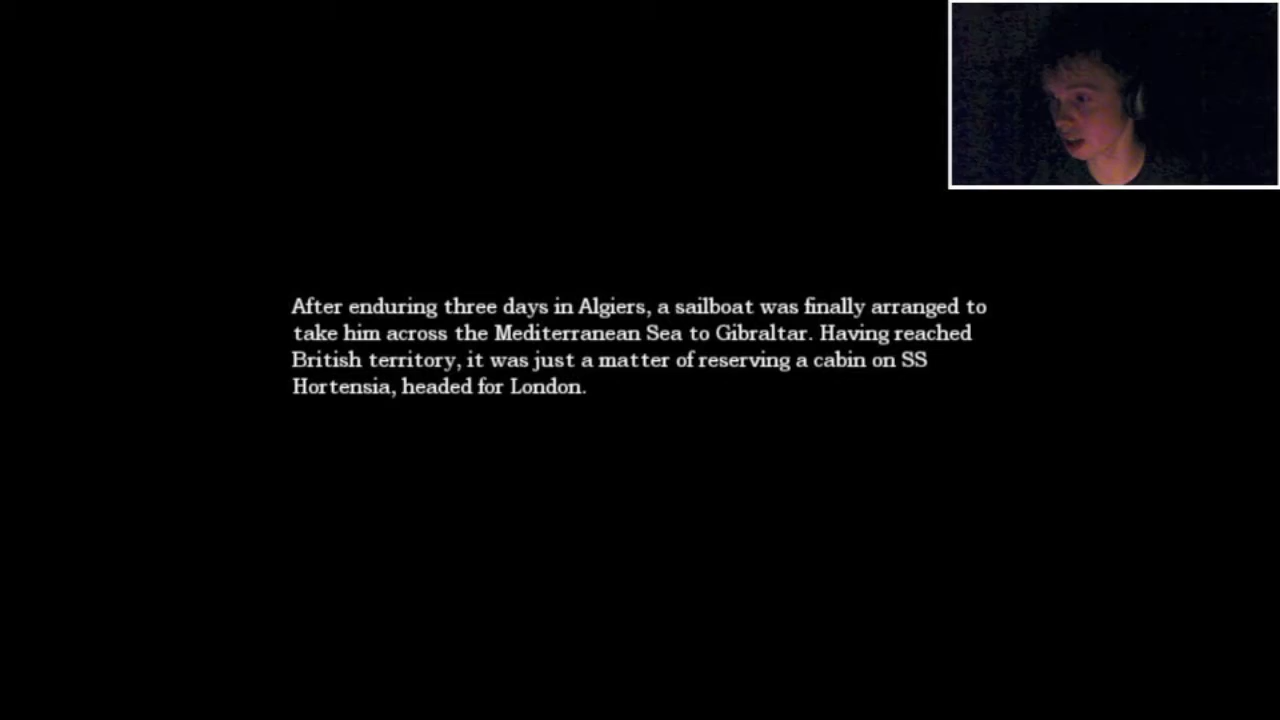 After enduring three days in Algiers, a sailboat was finally arranged to
take him across the Mediterranean Sea to Gibraltar. Having reached
British territory, it was just a matter of reserving a cabin on SS
Hortensia, headed for London.